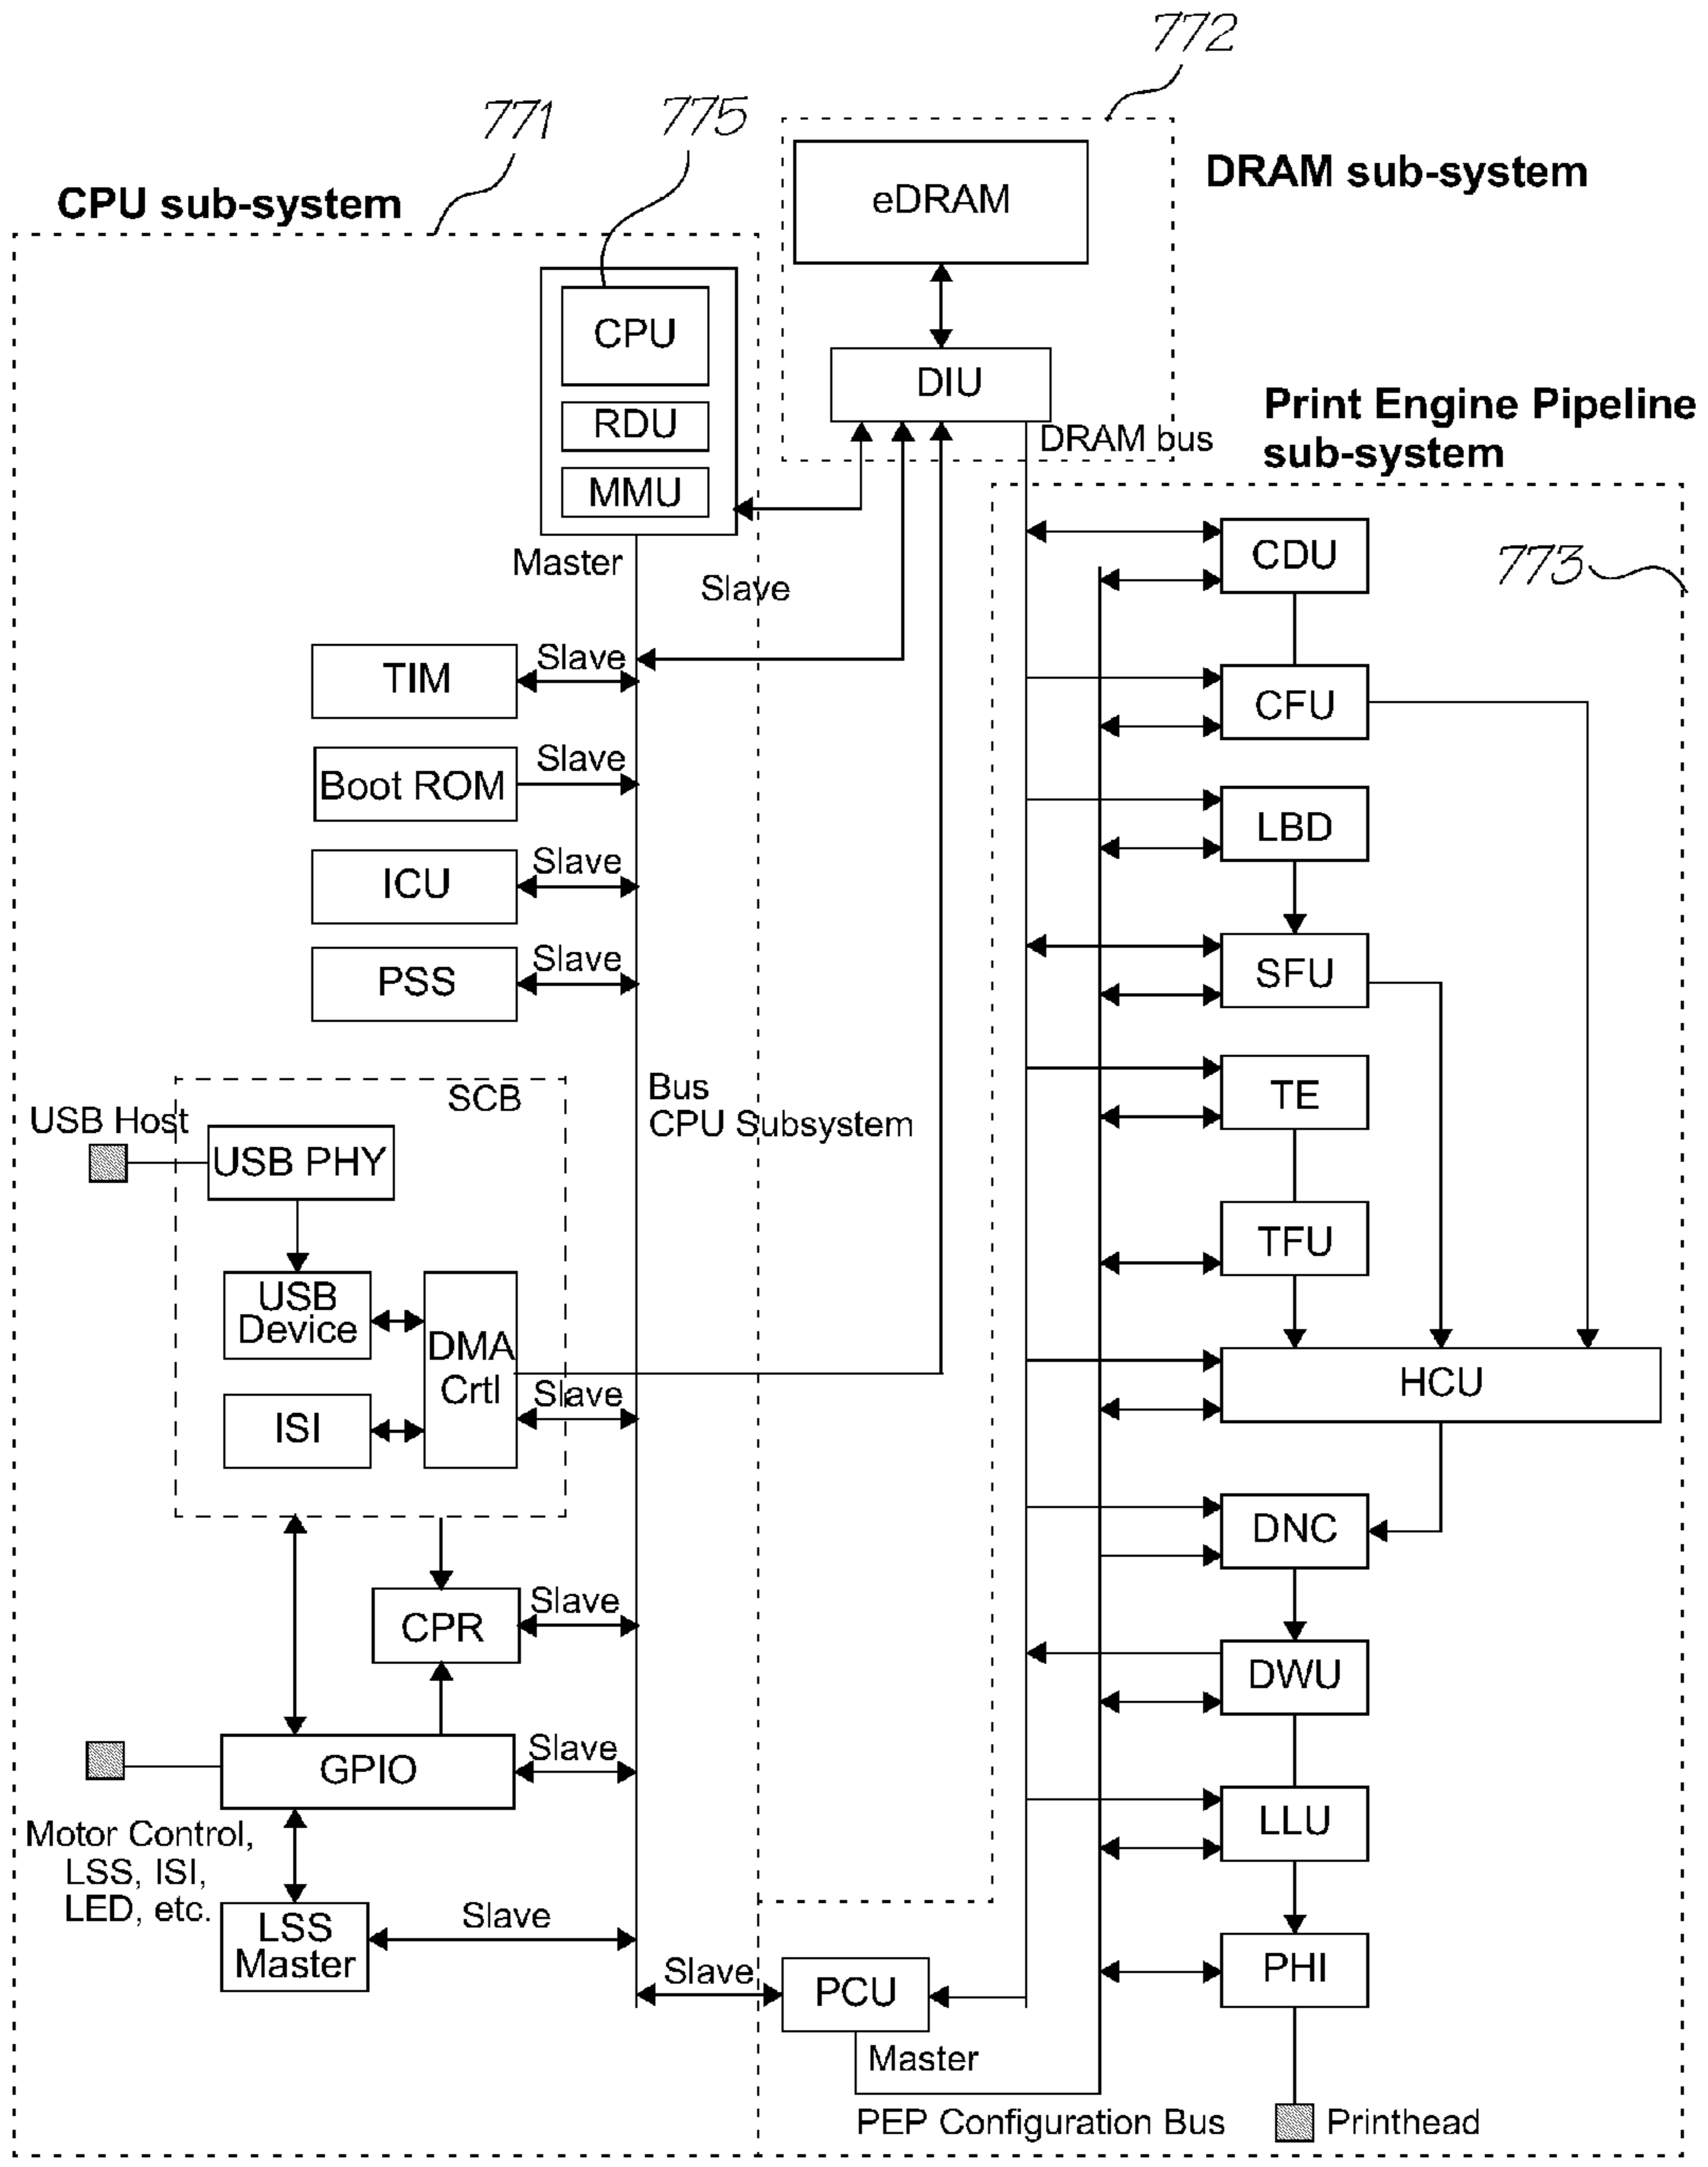 772
771
775
DRAM sub-system
CPU sub-system
eDRAM
CPU
DIU
RDU
Print Engine Pipeline
sub-system
DRAM bus
MMU
Master
Slave
CDU
773
TIM
Slave
CFU
Boot ROM
Slave
LBD
ICU
Slave
PSS
Slave
SFU
SCB
Bus
CPU Subsystem
TE
USB Host
USB PHY
TFU
USB
Device
DMA
Crtl
Slave
HCU
ISI
DNC
CPR
Slave
DWU
GPIO
Slave
LLU
Motor Control,
LSS, ISI,
LED, etc.
LSS
Master
Slave
PHI
Slave
PCU
Master
PEP Configuration Bus
Printhead